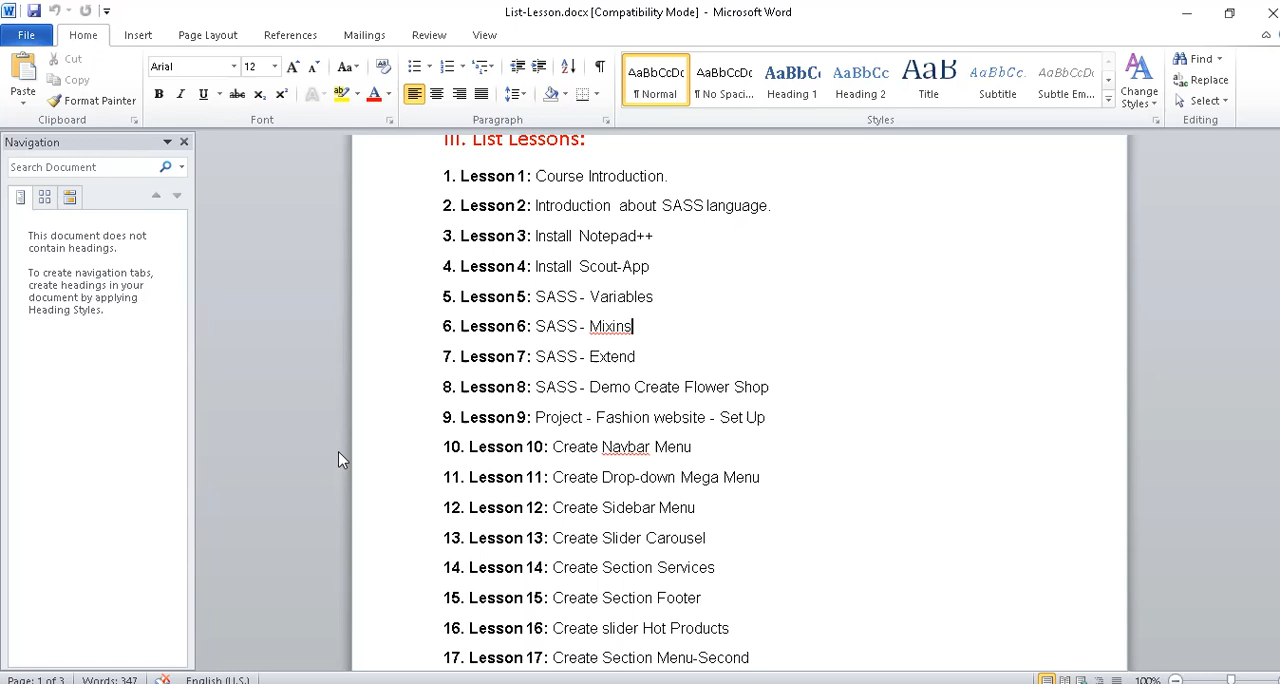 List-Lesson.docx [Compatibility Mode] - Microsoft Word
File Home Insert Page Layout References Mailings Review View
Paste
Cut
Copy
Format Painter
Clipboard
Arial 12
Font
Paragraph
AaBbCcDc AaBbCcDc AaBbC AaBbCc AaB AaBbCc. AaBbCcDc
¶ Normal ¶ No Spaci... Heading 1 Heading 2 Title Subtitle Subtle Em...
Styles
Change Styles
Find
Replace
Select
Editing
Navigation
Search Document
This document does not
contain headings.
To create navigation tabs,
create headings in your
document by applying
Heading Styles.
III. List Lessons:
1. Lesson 1: Course Introduction.
2. Lesson 2: Introduction about SASS language.
3. Lesson 3: Install Notepad++
4. Lesson 4: Install Scout-App
5. Lesson 5: SASS - Variables
6. Lesson 6: SASS - Mixins
7. Lesson 7: SASS - Extend
8. Lesson 8: SASS - Demo Create Flower Shop
9. Lesson 9: Project - Fashion website - Set Up
10. Lesson 10: Create Navbar Menu
11. Lesson 11: Create Drop-down Mega Menu
12. Lesson 12: Create Sidebar Menu
13. Lesson 13: Create Slider Carousel
14. Lesson 14: Create Section Services
15. Lesson 15: Create Section Footer
16. Lesson 16: Create slider Hot Products
17. Lesson 17: Create Section Menu-Second
Page: 1 of 3 Words: 347 English (U.S.) 100%